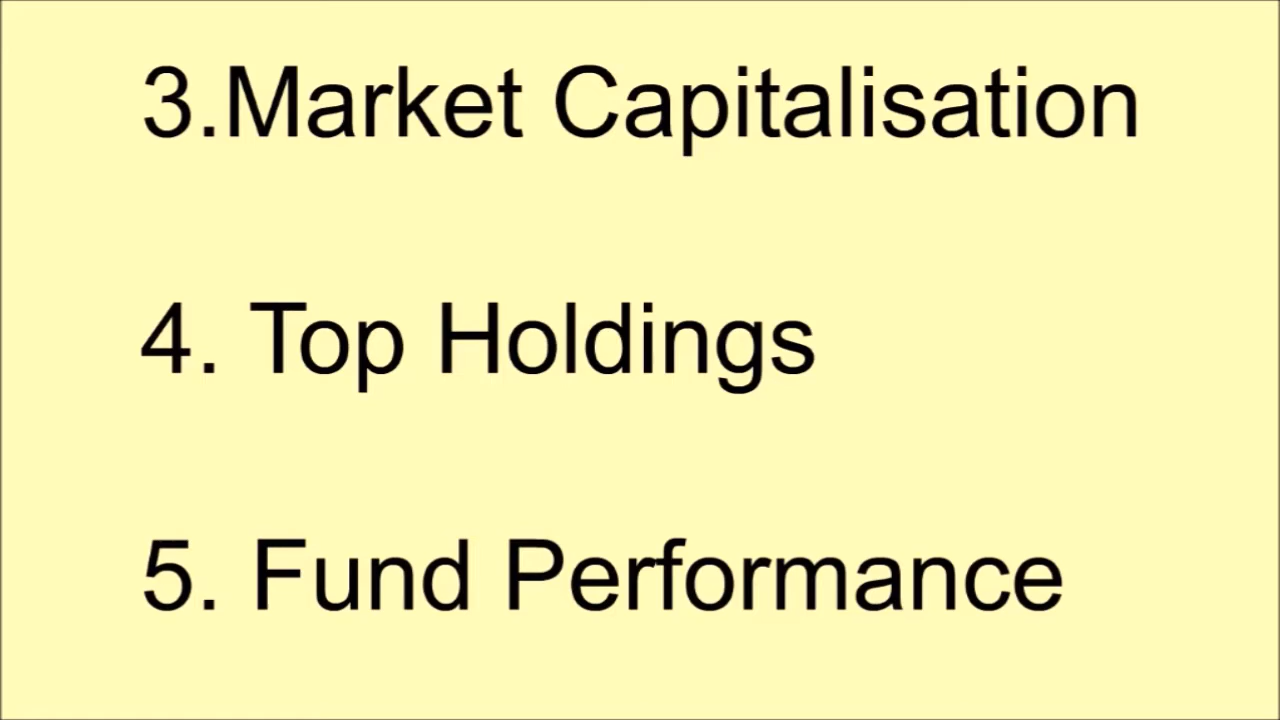 3.Market Capitalisation
4. Top Holdings
5. Fund Performance